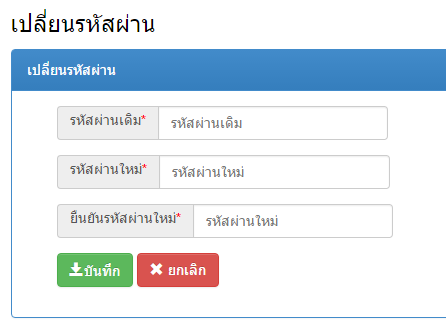 เปลี่ยนรหัสผ่าน
เปลี่ยนรหัสผ่าน
รหัสผ่านเดิม* รหัสผ่านเดิม
รหัสผ่านใหม่* รหัสผ่านใหม่
ยืนยันรหัสผ่านใหม่* รหัสผ่านใหม่
บันทึก ยกเลิก